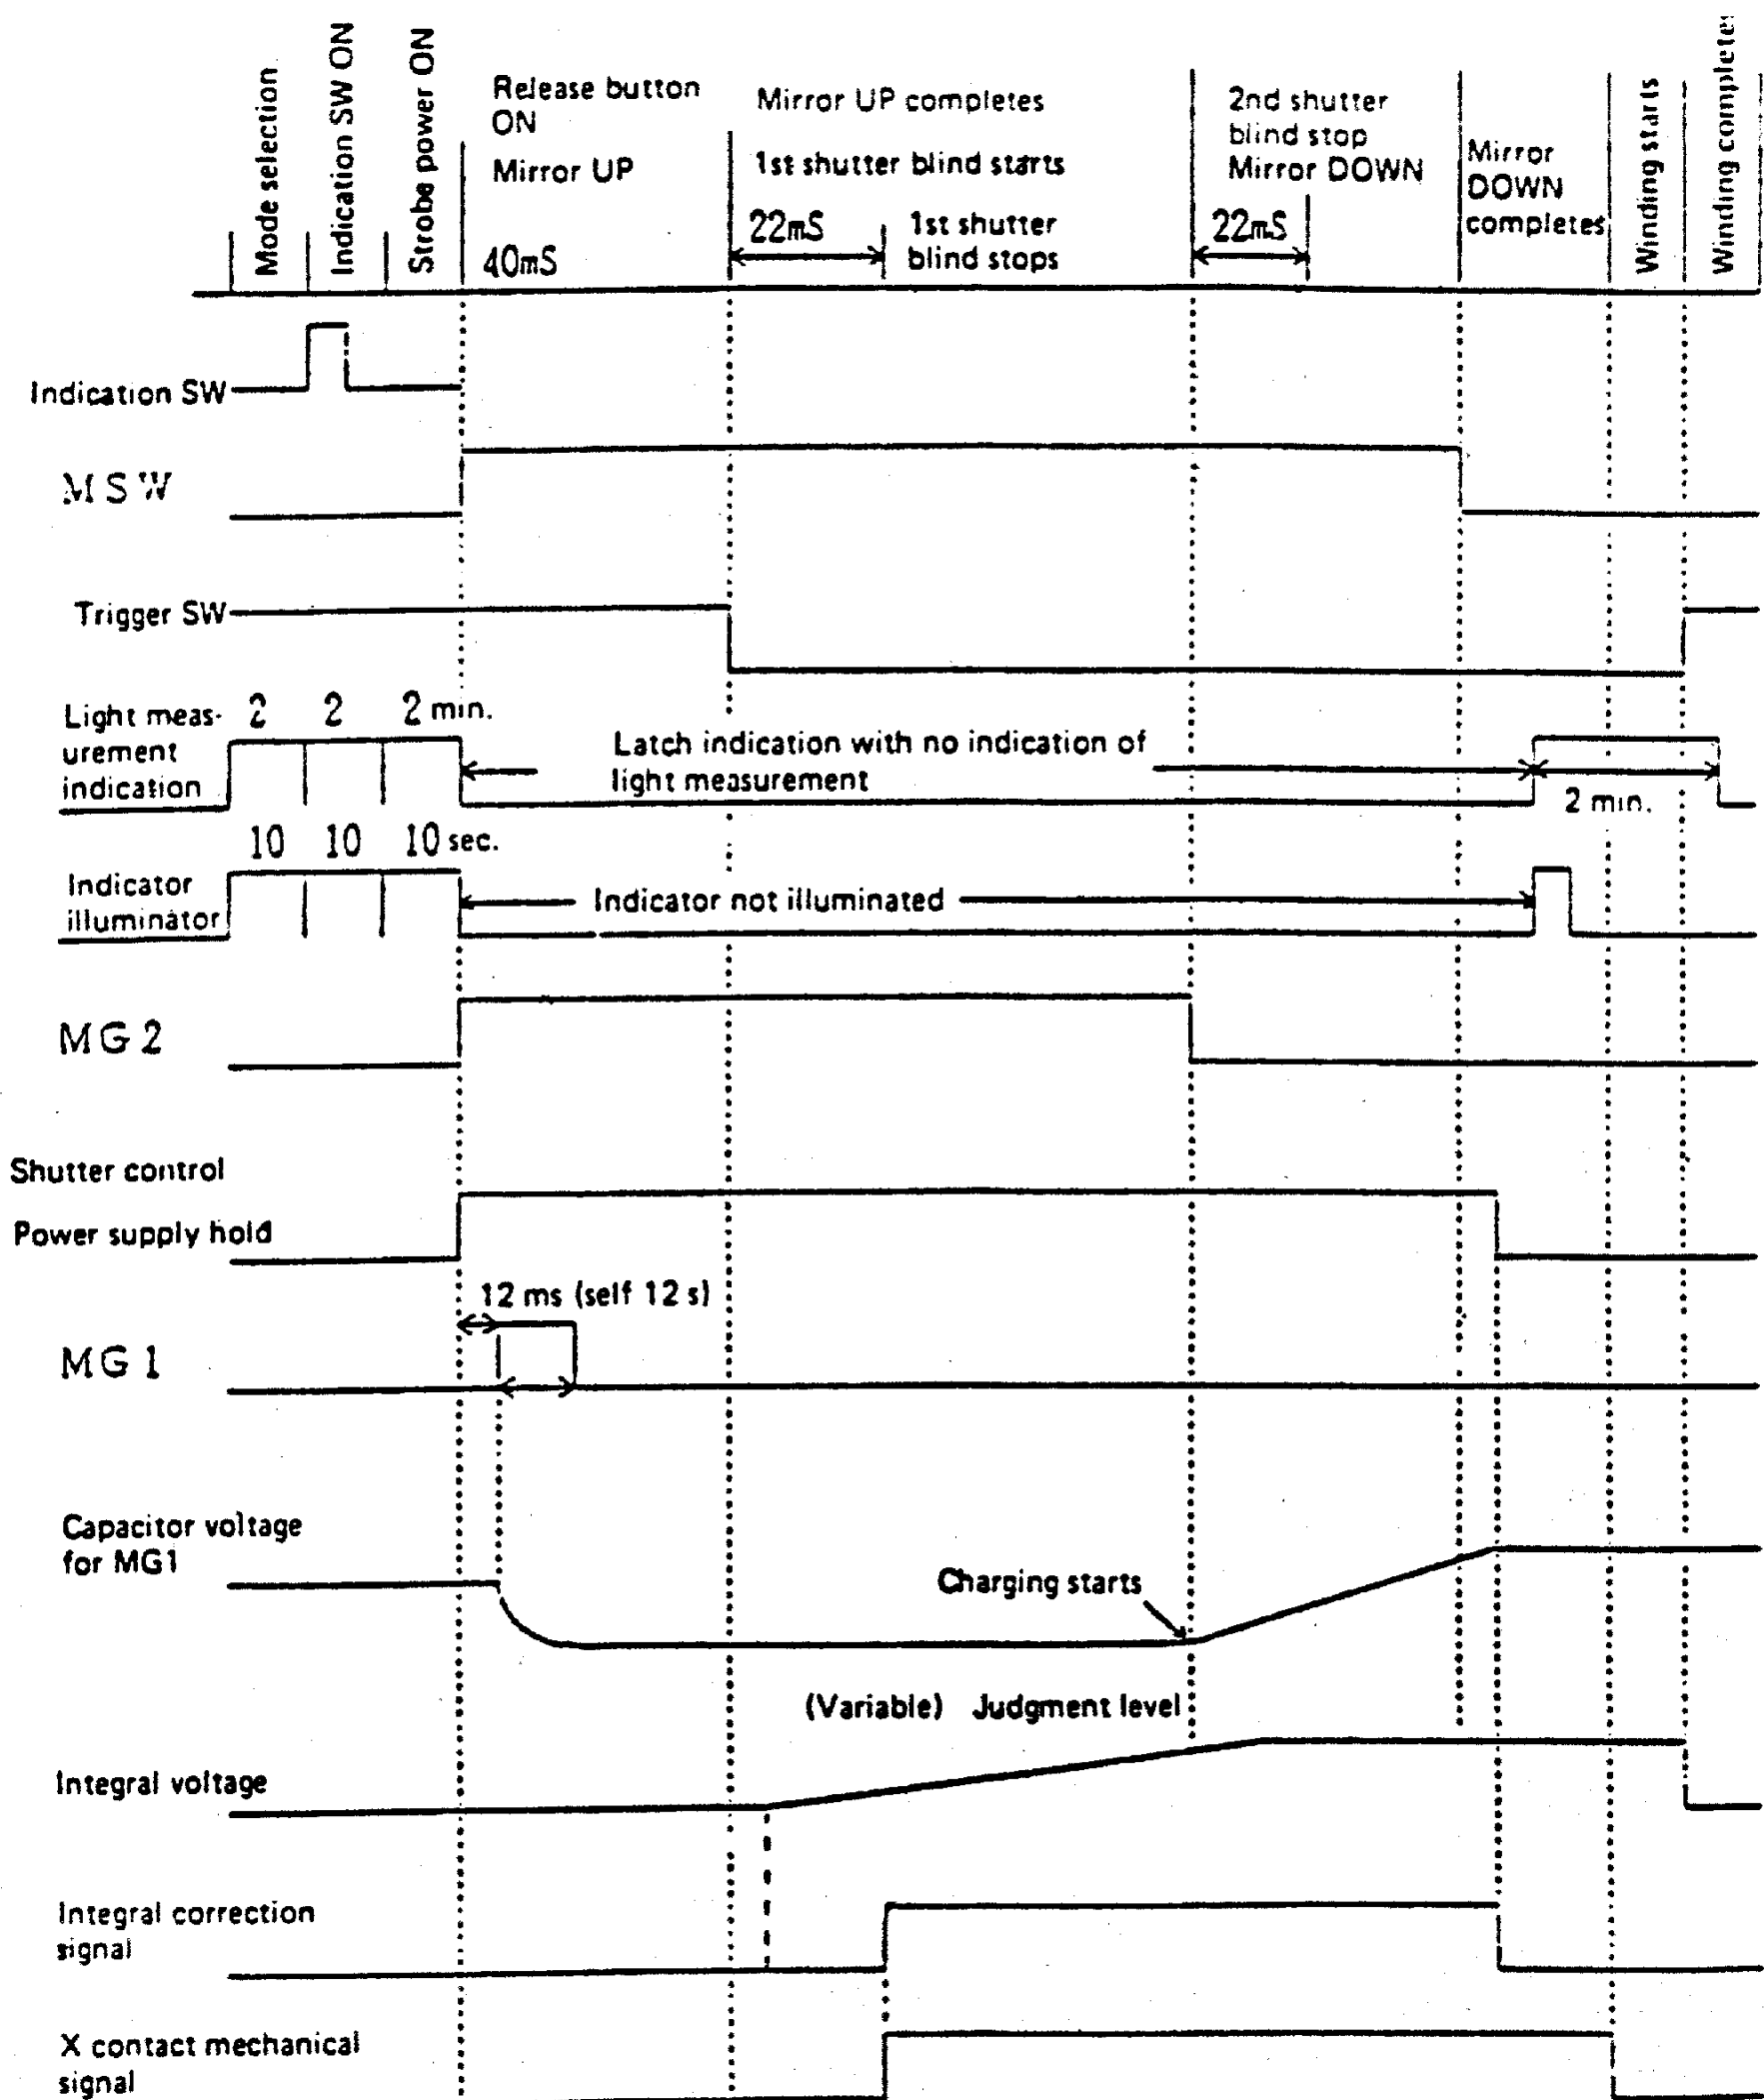 Mode selection
Indication SW ON
Strobe power ON
Release button
ON
Mirror UP
40mS
Mirror UP completes
1st shutter blind starts
22mS
1st shutter
blind stops
2nd shutter
blind stop
Mirror DOWN
22mS
Mirror
DOWN
completes
Winding starts
Winding completes
Indication SW
MSW
Trigger SW
Light meas-
urement
indication
2 2 2 min.
Latch indication with no indication of
light measurement
2 min.
10 10 10 sec.
Indicator
illuminator
Indicator not illuminated
MG2
Shutter control
Power supply hold
12 ms (self 12 s)
MG1
Capacitor voltage
for MG1
Charging starts
(Variable) Judgment level
Integral voltage
Integral correction
signal
X contact mechanical
signal